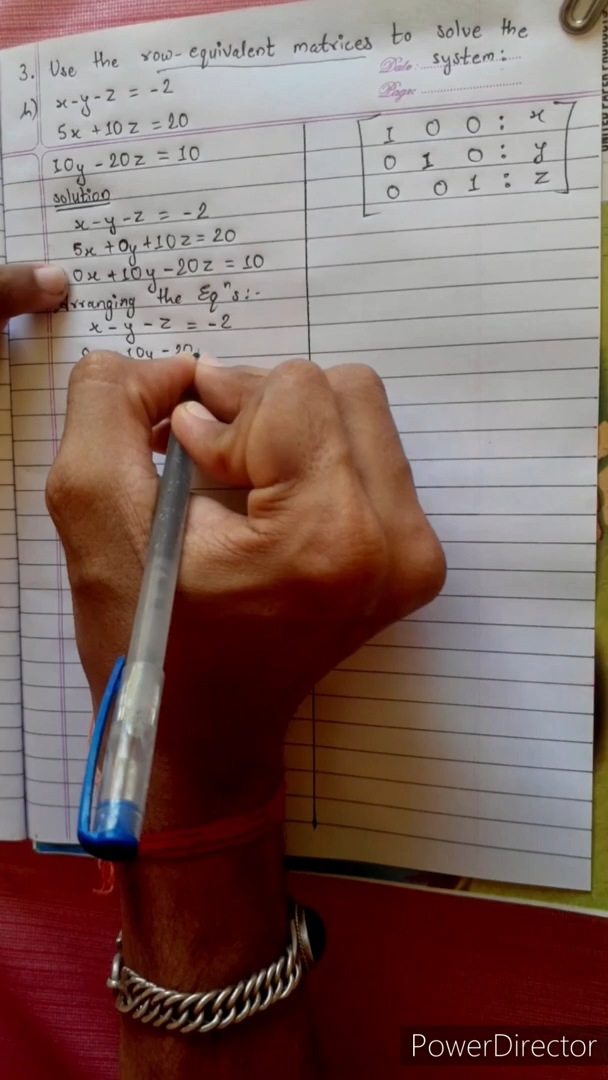 3. Use the row-equivalent matrices to solve the
system:
Date:
Page:
h) x-y-z = -2
5x +10z = 20
10y -20z = 10
solution
x-y-z = -2
5x + 0y +10z = 20
0x +10y -20z = 10
Arranging the Eqⁿs:-
x - y - z = -2
10y - 20
1 0 0 : x
0 1 0 : y
0 0 1 : z
PowerDirector